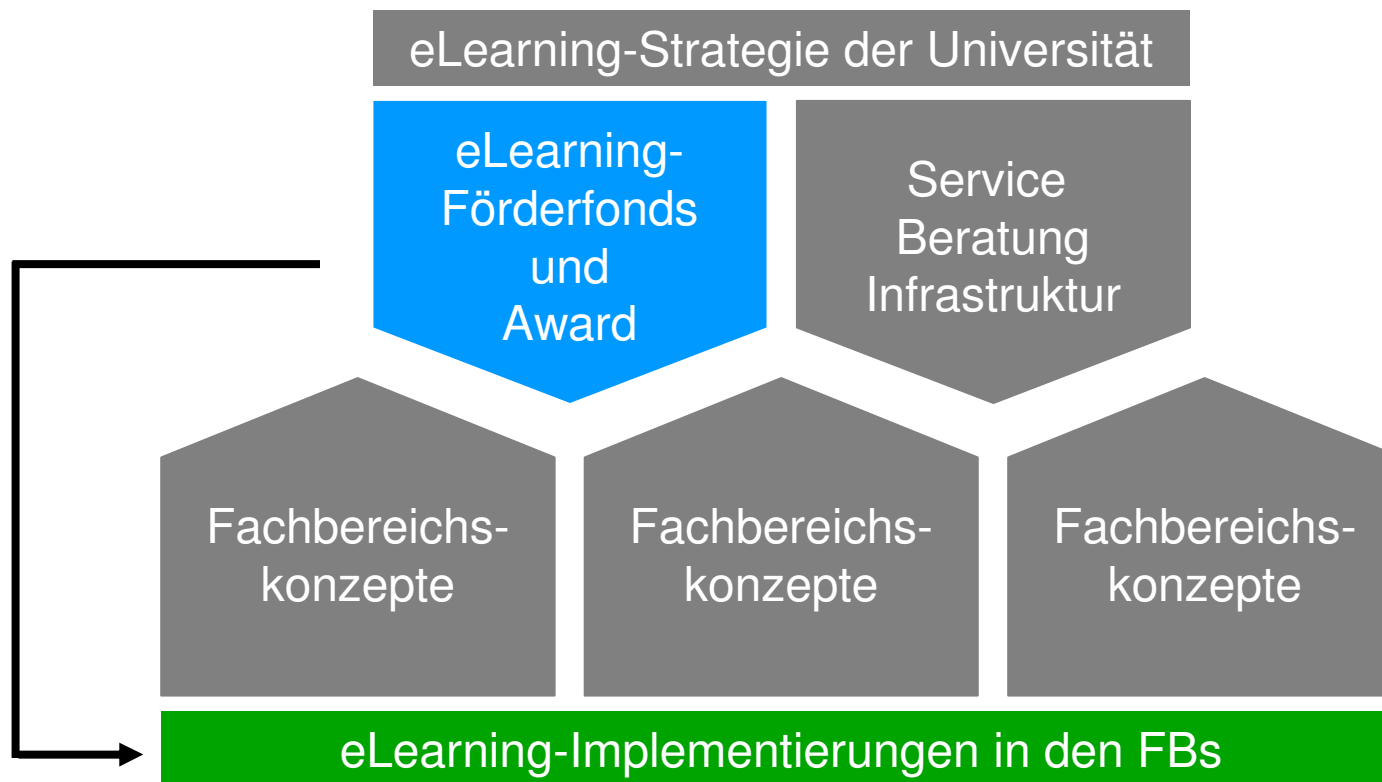 eLearning-Strategie der Universität
eLearning-
Förderfonds
und
Award
Service
Beratung
Infrastruktur
Fachbereichs-
konzepte
Fachbereichs-
konzepte
Fachbereichs-
konzepte
eLearning-Implementierungen in den FBs